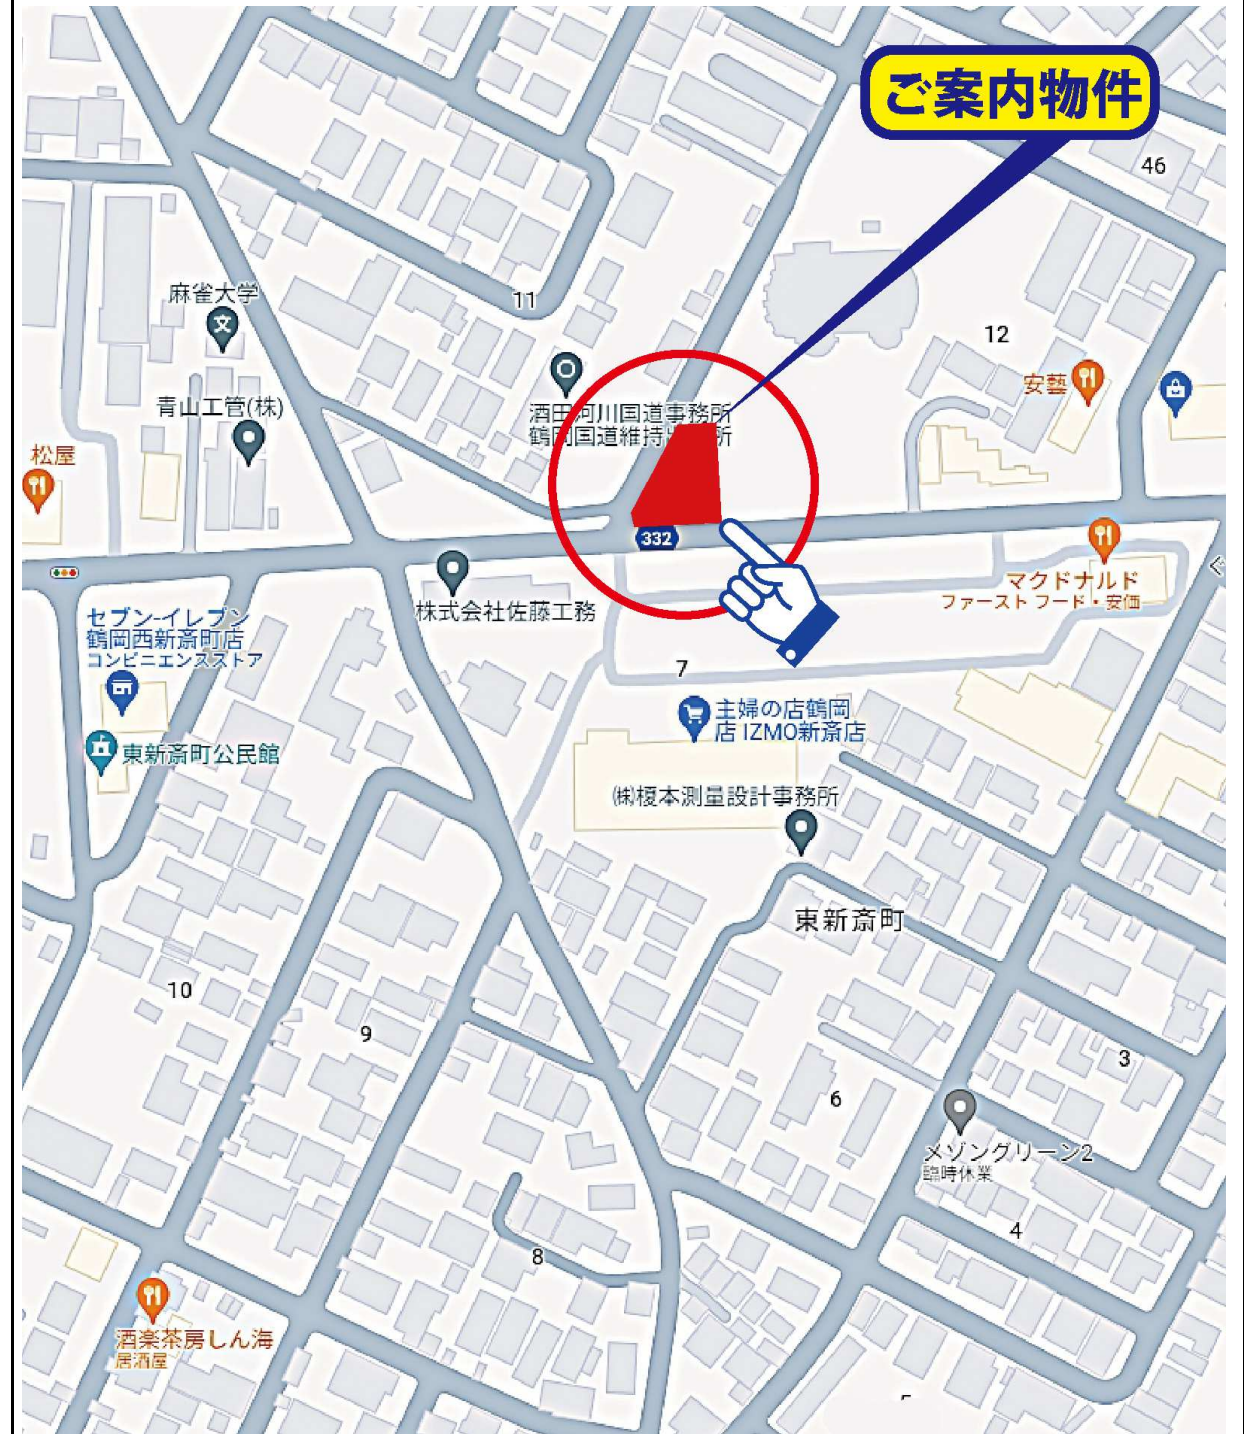 ご案内物件
46
麻雀大学
11
12
安藝
青山工管(株)
酒田河川国道事務所
鶴岡国道維持出 所
松屋
332
株式会社佐藤工務
マクドナルド
ファースト フード・安価
セブン-イレブン
鶴岡西新斎町店
コンビニエンスストア
7
主婦の店鶴岡
店 IZMO新斎店
東新斎町公民館
㈱榎本測量設計事務所
東新斎町
10
9
3
6
メゾングリーン2
臨時休業
4
8
酒楽茶房しん海
居酒屋